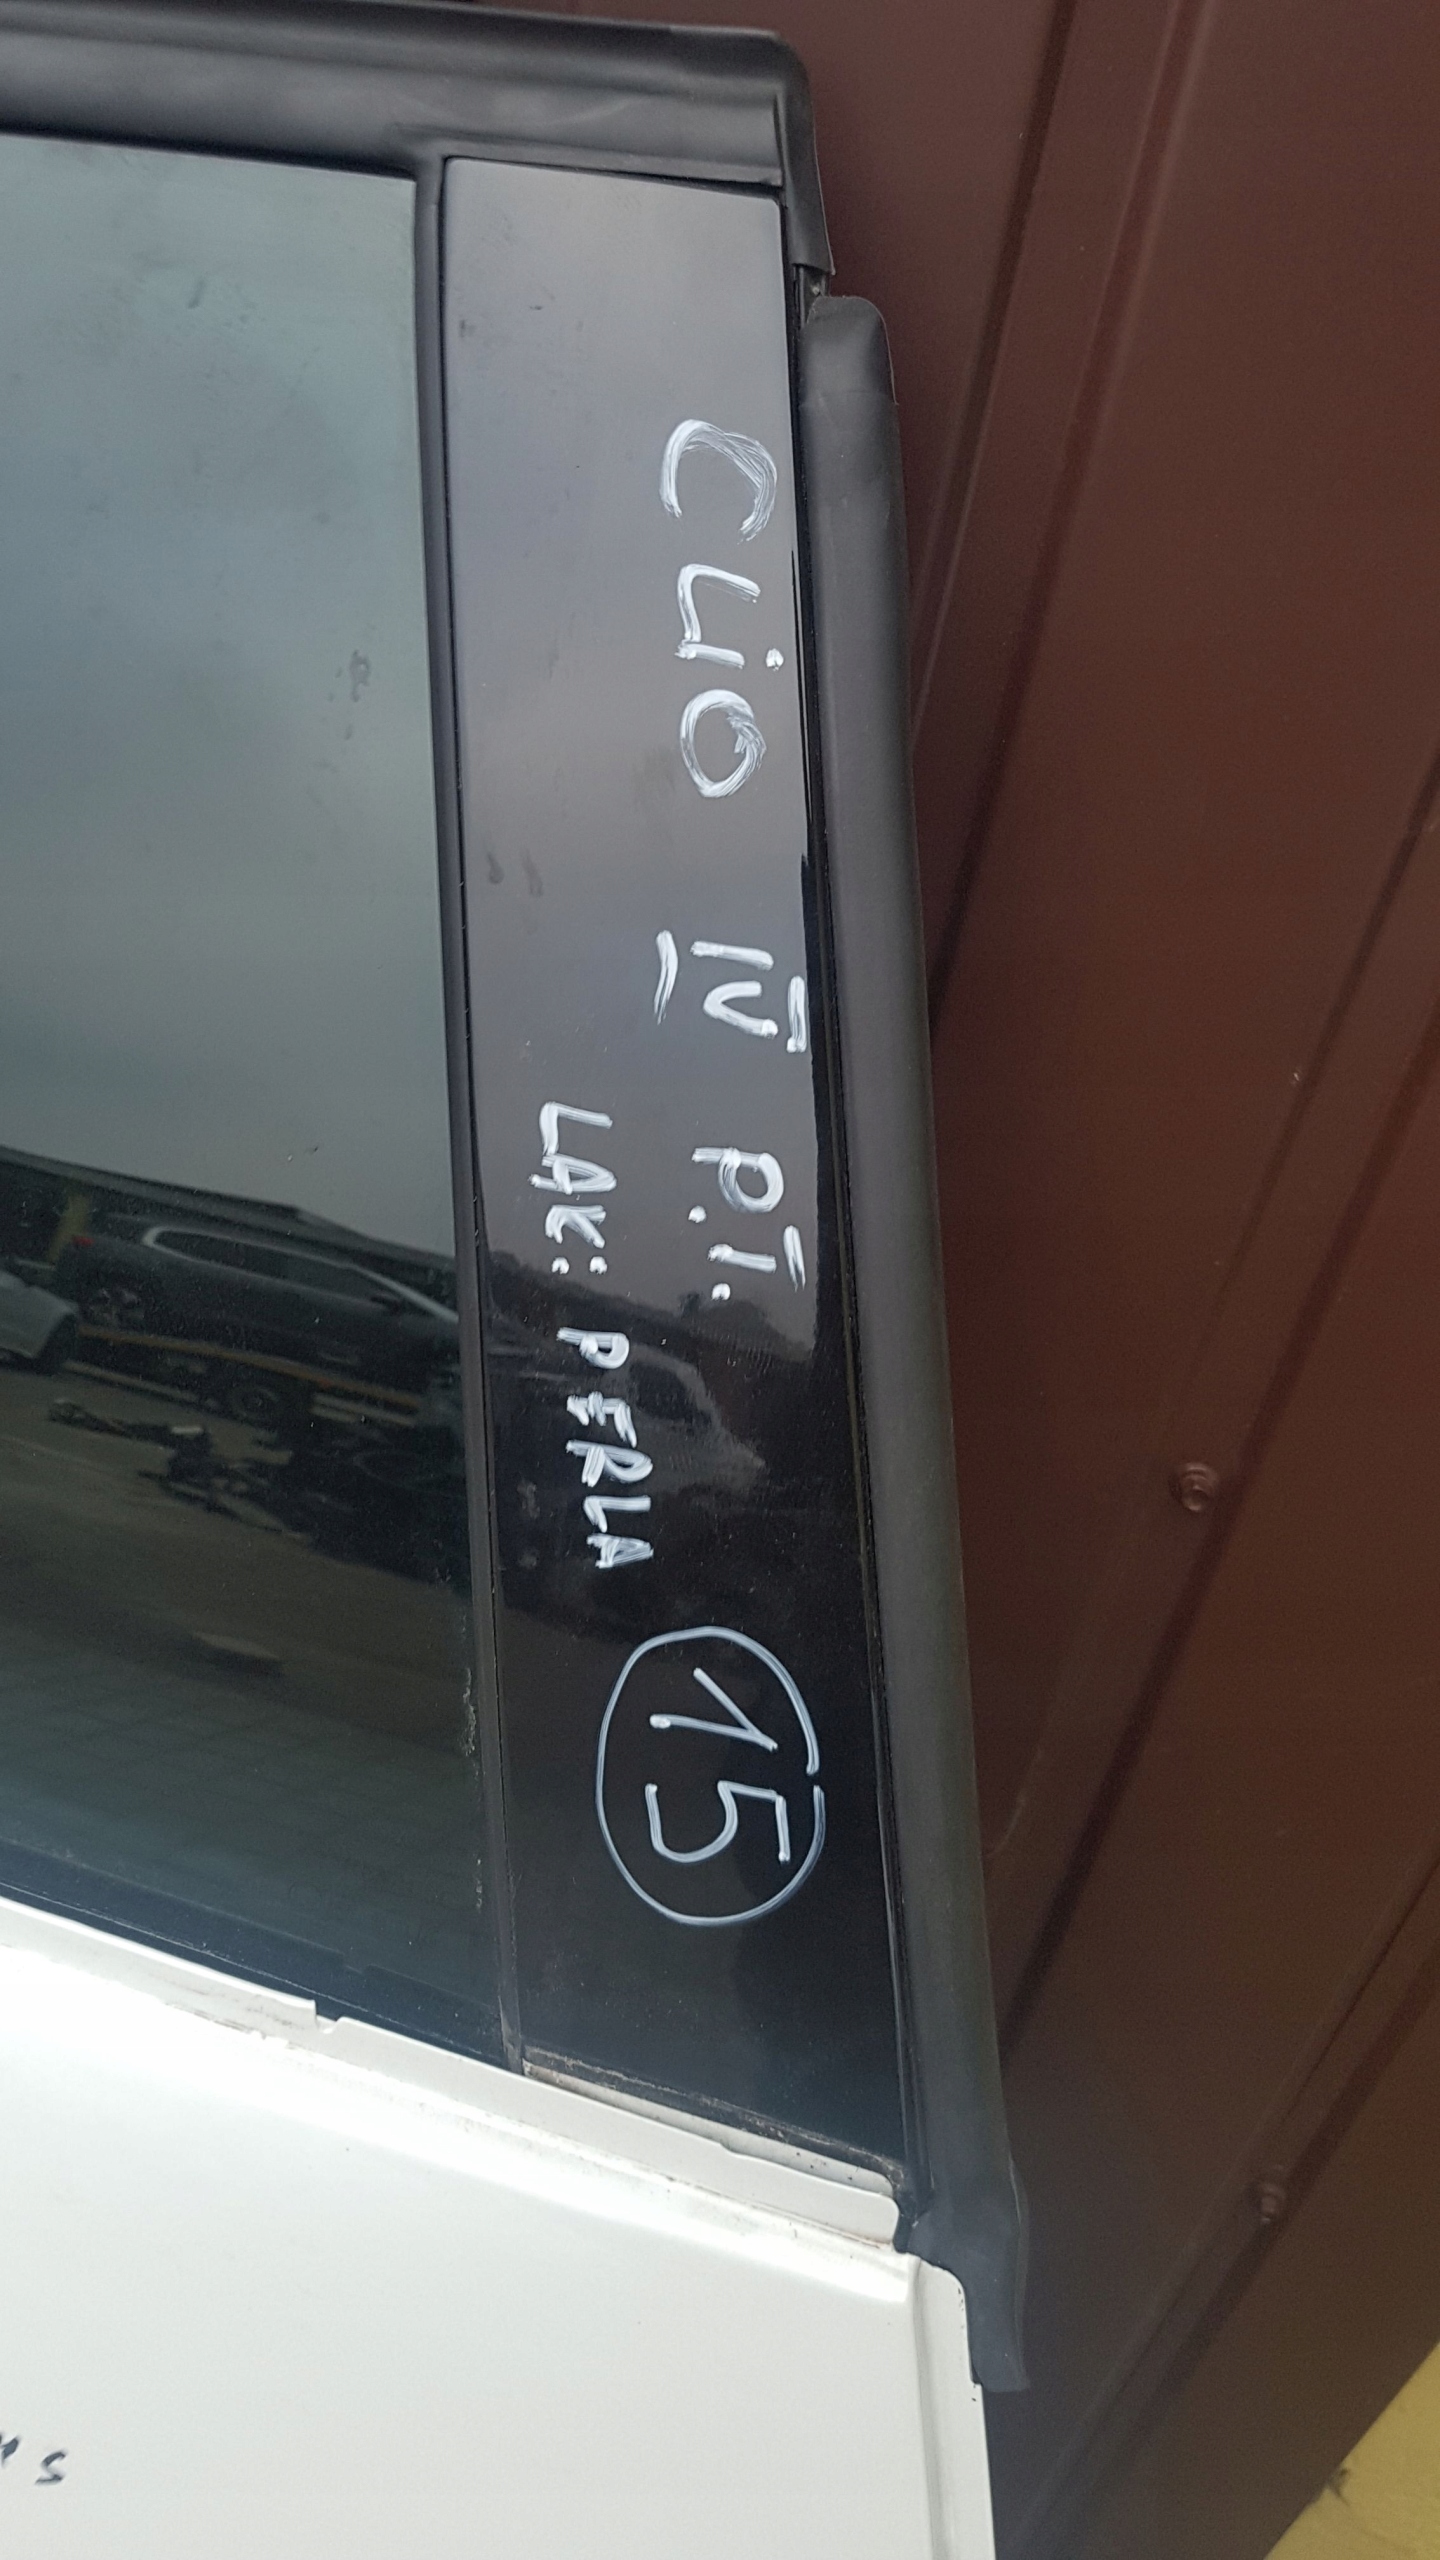 CLiO IV P.T.
LAK: PERLA
15